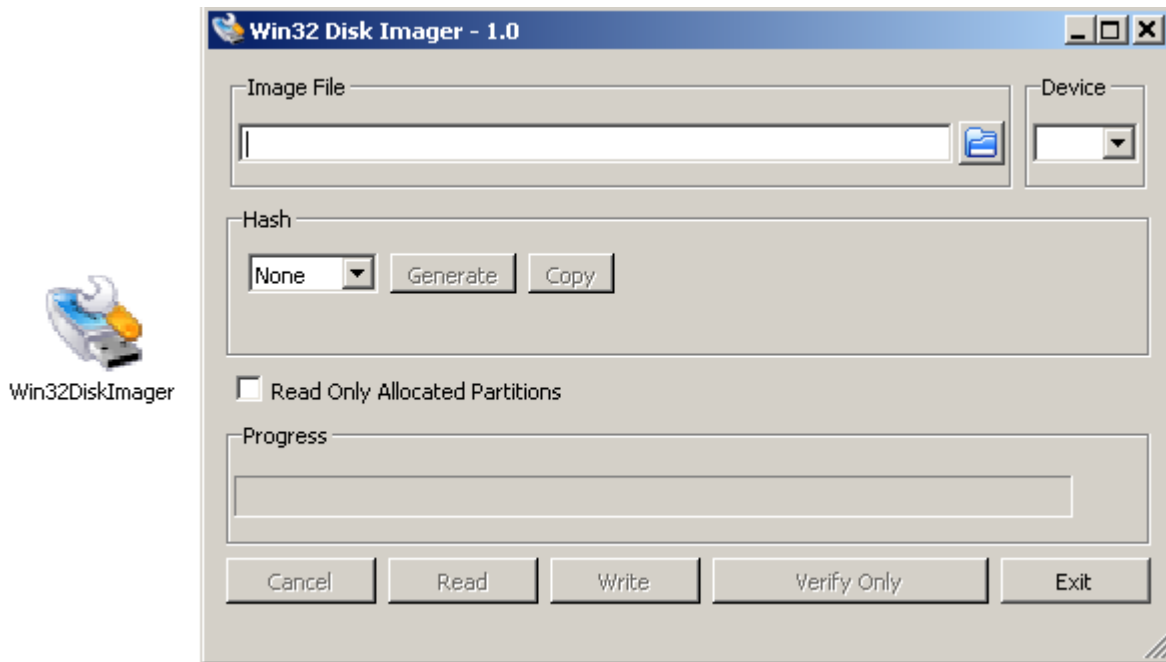 Win32 Disk Imager - 1.0
Image File
Device
Hash
None Generate Copy
Win32DiskImager
Read Only Allocated Partitions
Progress
Cancel Read Write Verify Only Exit